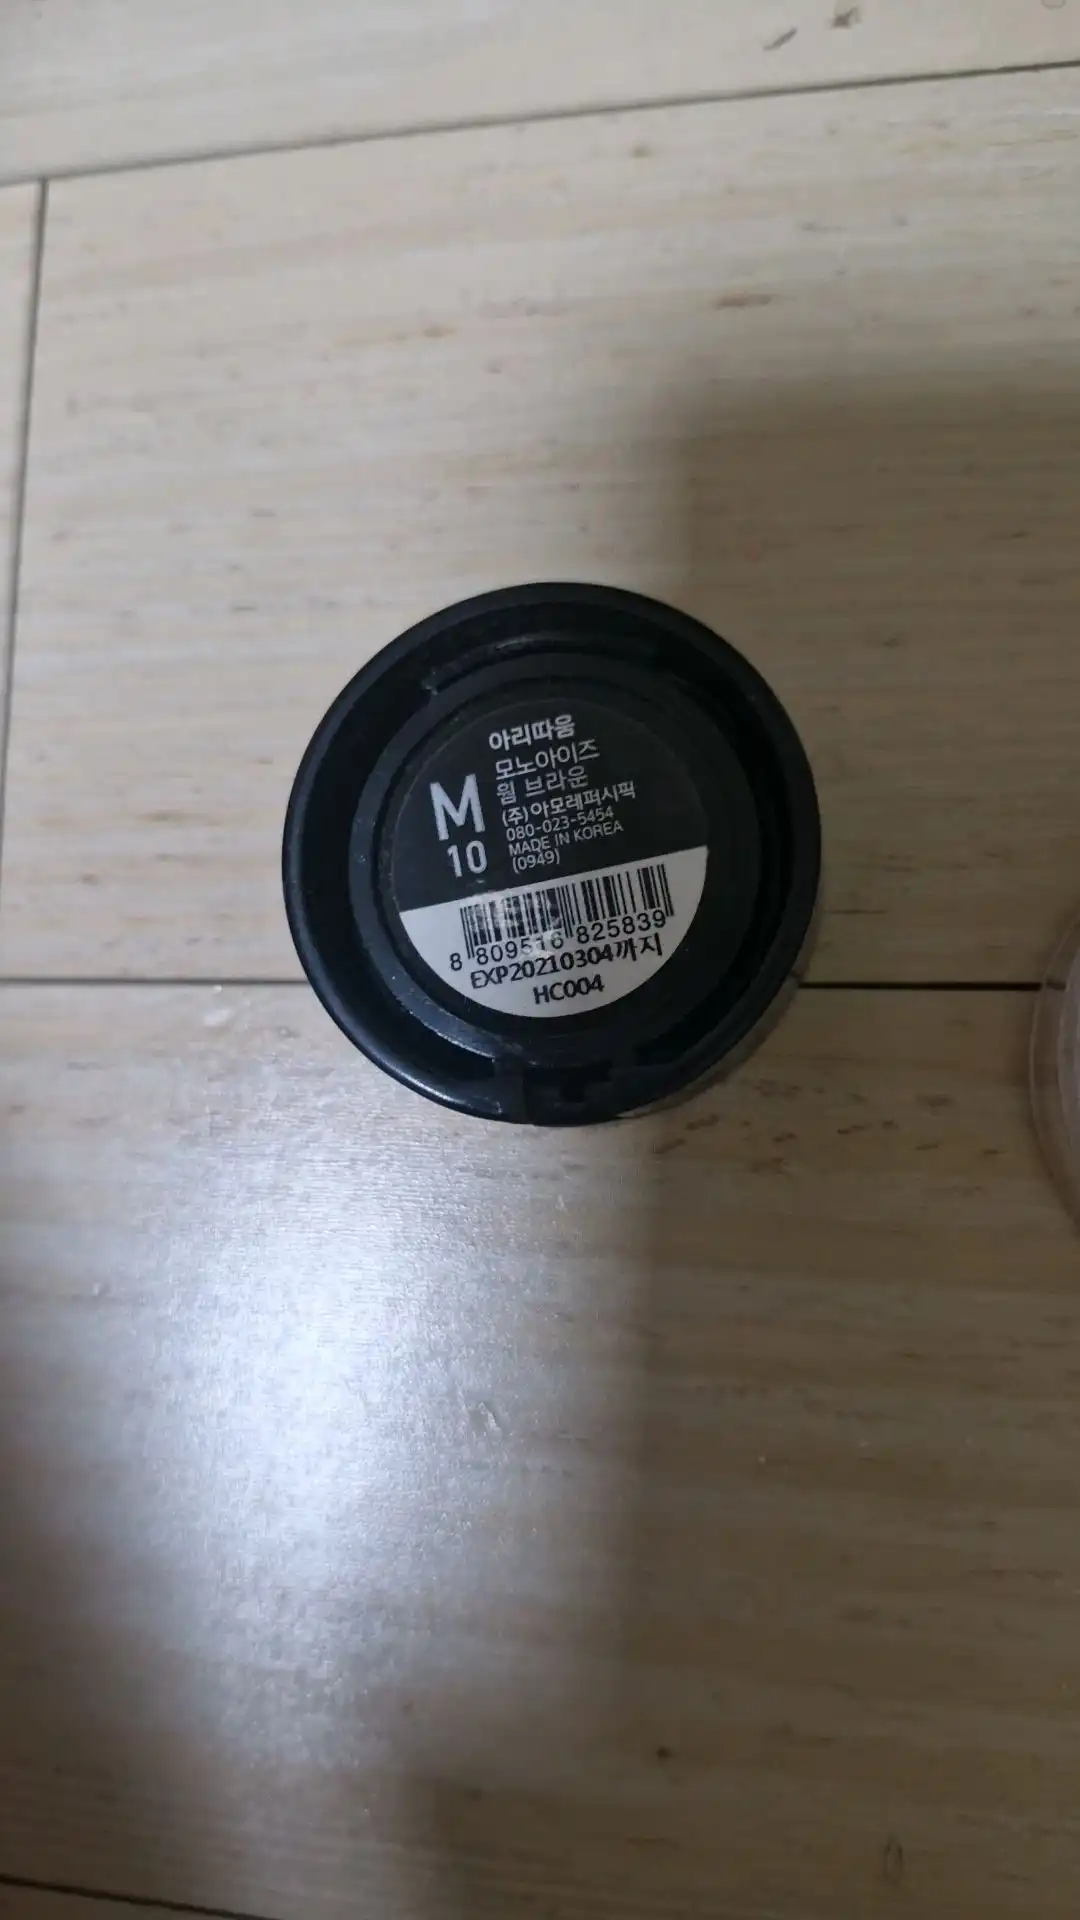 아리따움
모노아이즈
웜 브라운
M
10
(주)아모레퍼시픽
080-023-5454
MADE IN KOREA
(0949)
8 809516 825839
EXP20210304까지
HC004